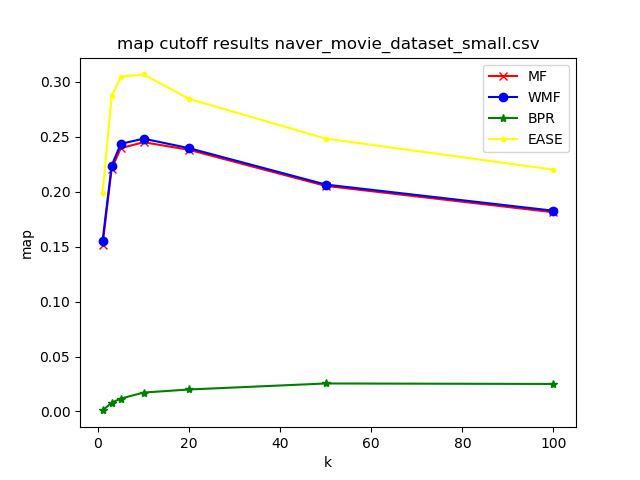 map cutoff results naver_movie_dataset_small.csv
MF
WMF
BPR
EASE
0.30
0.25
0.20
0.15
0.10
0.05
0.00
map
0
20
40
60
80
100
k